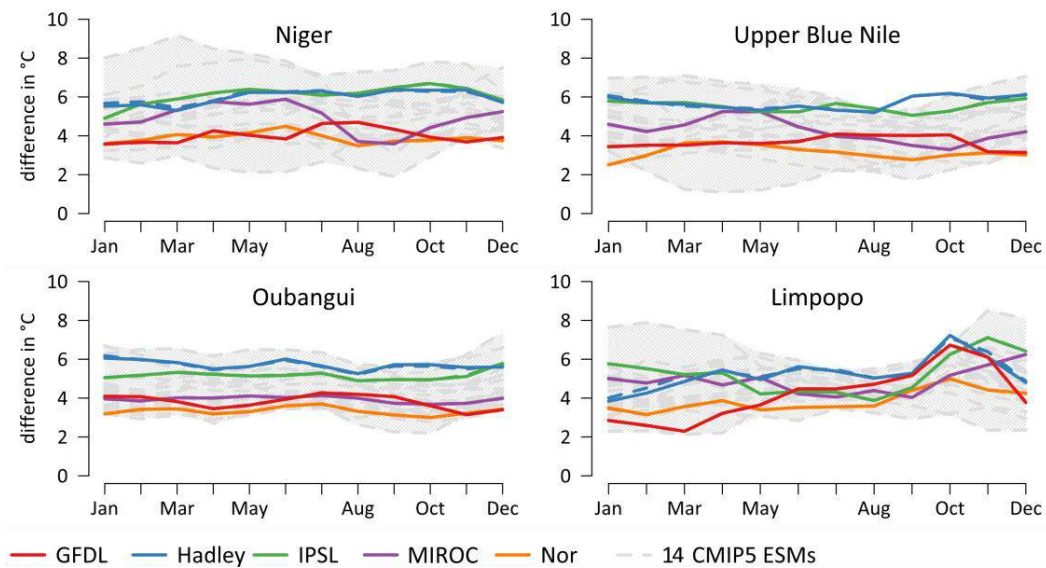 difference in °C
10
8
6
4
2
0
Niger
Jan Mar May Aug Oct Dec
10
8
6
4
2
0
Upper Blue Nile
Jan Mar May Aug Oct Dec
difference in °C
10
8
6
4
2
0
Oubangui
Jan Mar May Aug Oct Dec
10
8
6
4
2
0
Limpopo
Jan Mar May Aug Oct Dec
GFDL Hadley IPSL MIROC Nor 14 CMIP5 ESMs